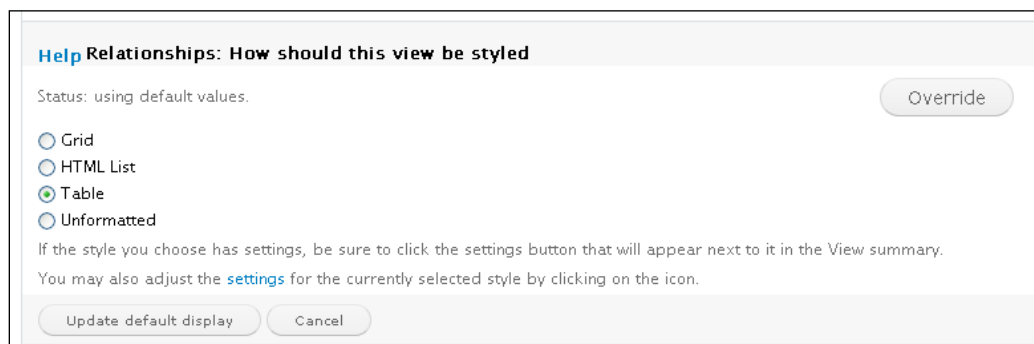 Help Relationships: How should this view be styled
Status: using default values.
Override
Grid
HTML List
Table
Unformatted
If the style you choose has settings, be sure to click the settings button that will appear next to it in the View summary.
You may also adjust the settings for the currently selected style by clicking on the icon.
Update default display Cancel